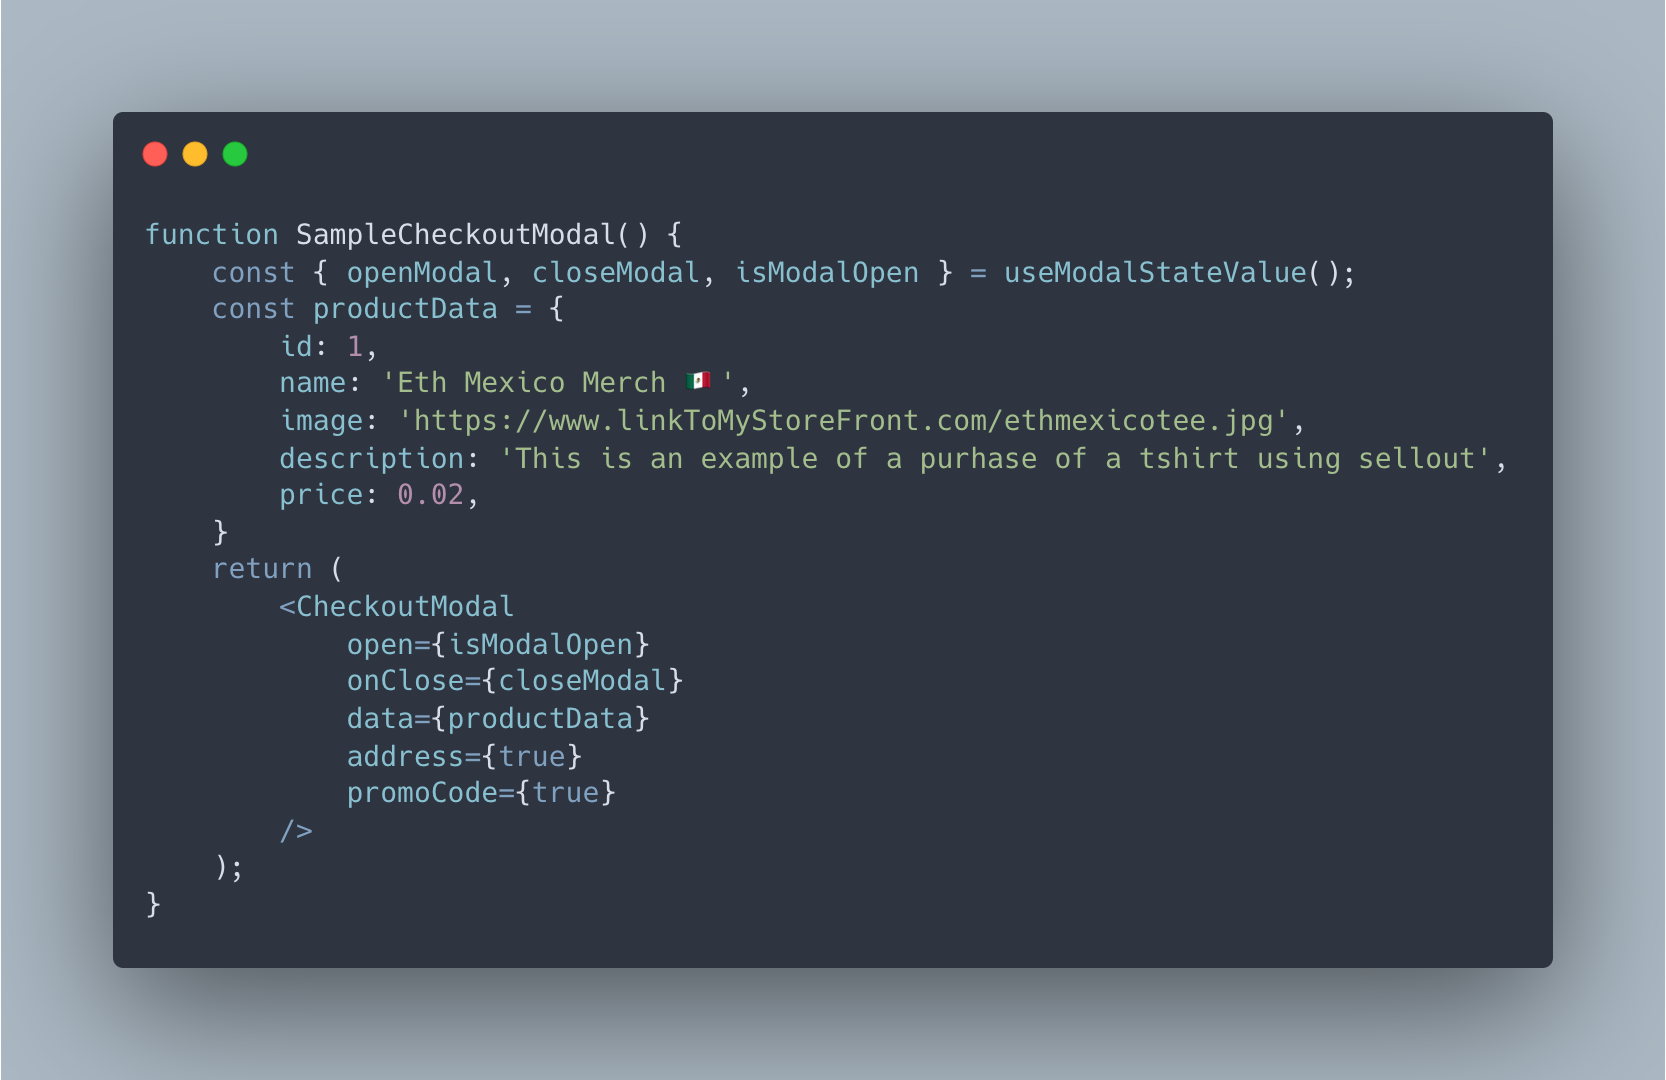 function SampleCheckoutModal() {
    const { openModal, closeModal, isModalOpen } = useModalStateValue();
    const productData = {
        id: 1,
        name: 'Eth Mexico Merch 🇲🇽 ',
        image: 'https://www.linkToMyStoreFront.com/ethmexicotee.jpg',
        description: 'This is an example of a purhase of a tshirt using sellout',
        price: 0.02,
    }
    return (
        <CheckoutModal
            open={isModalOpen}
            onClose={closeModal}
            data={productData}
            address={true}
            promoCode={true}
        />
    );
}